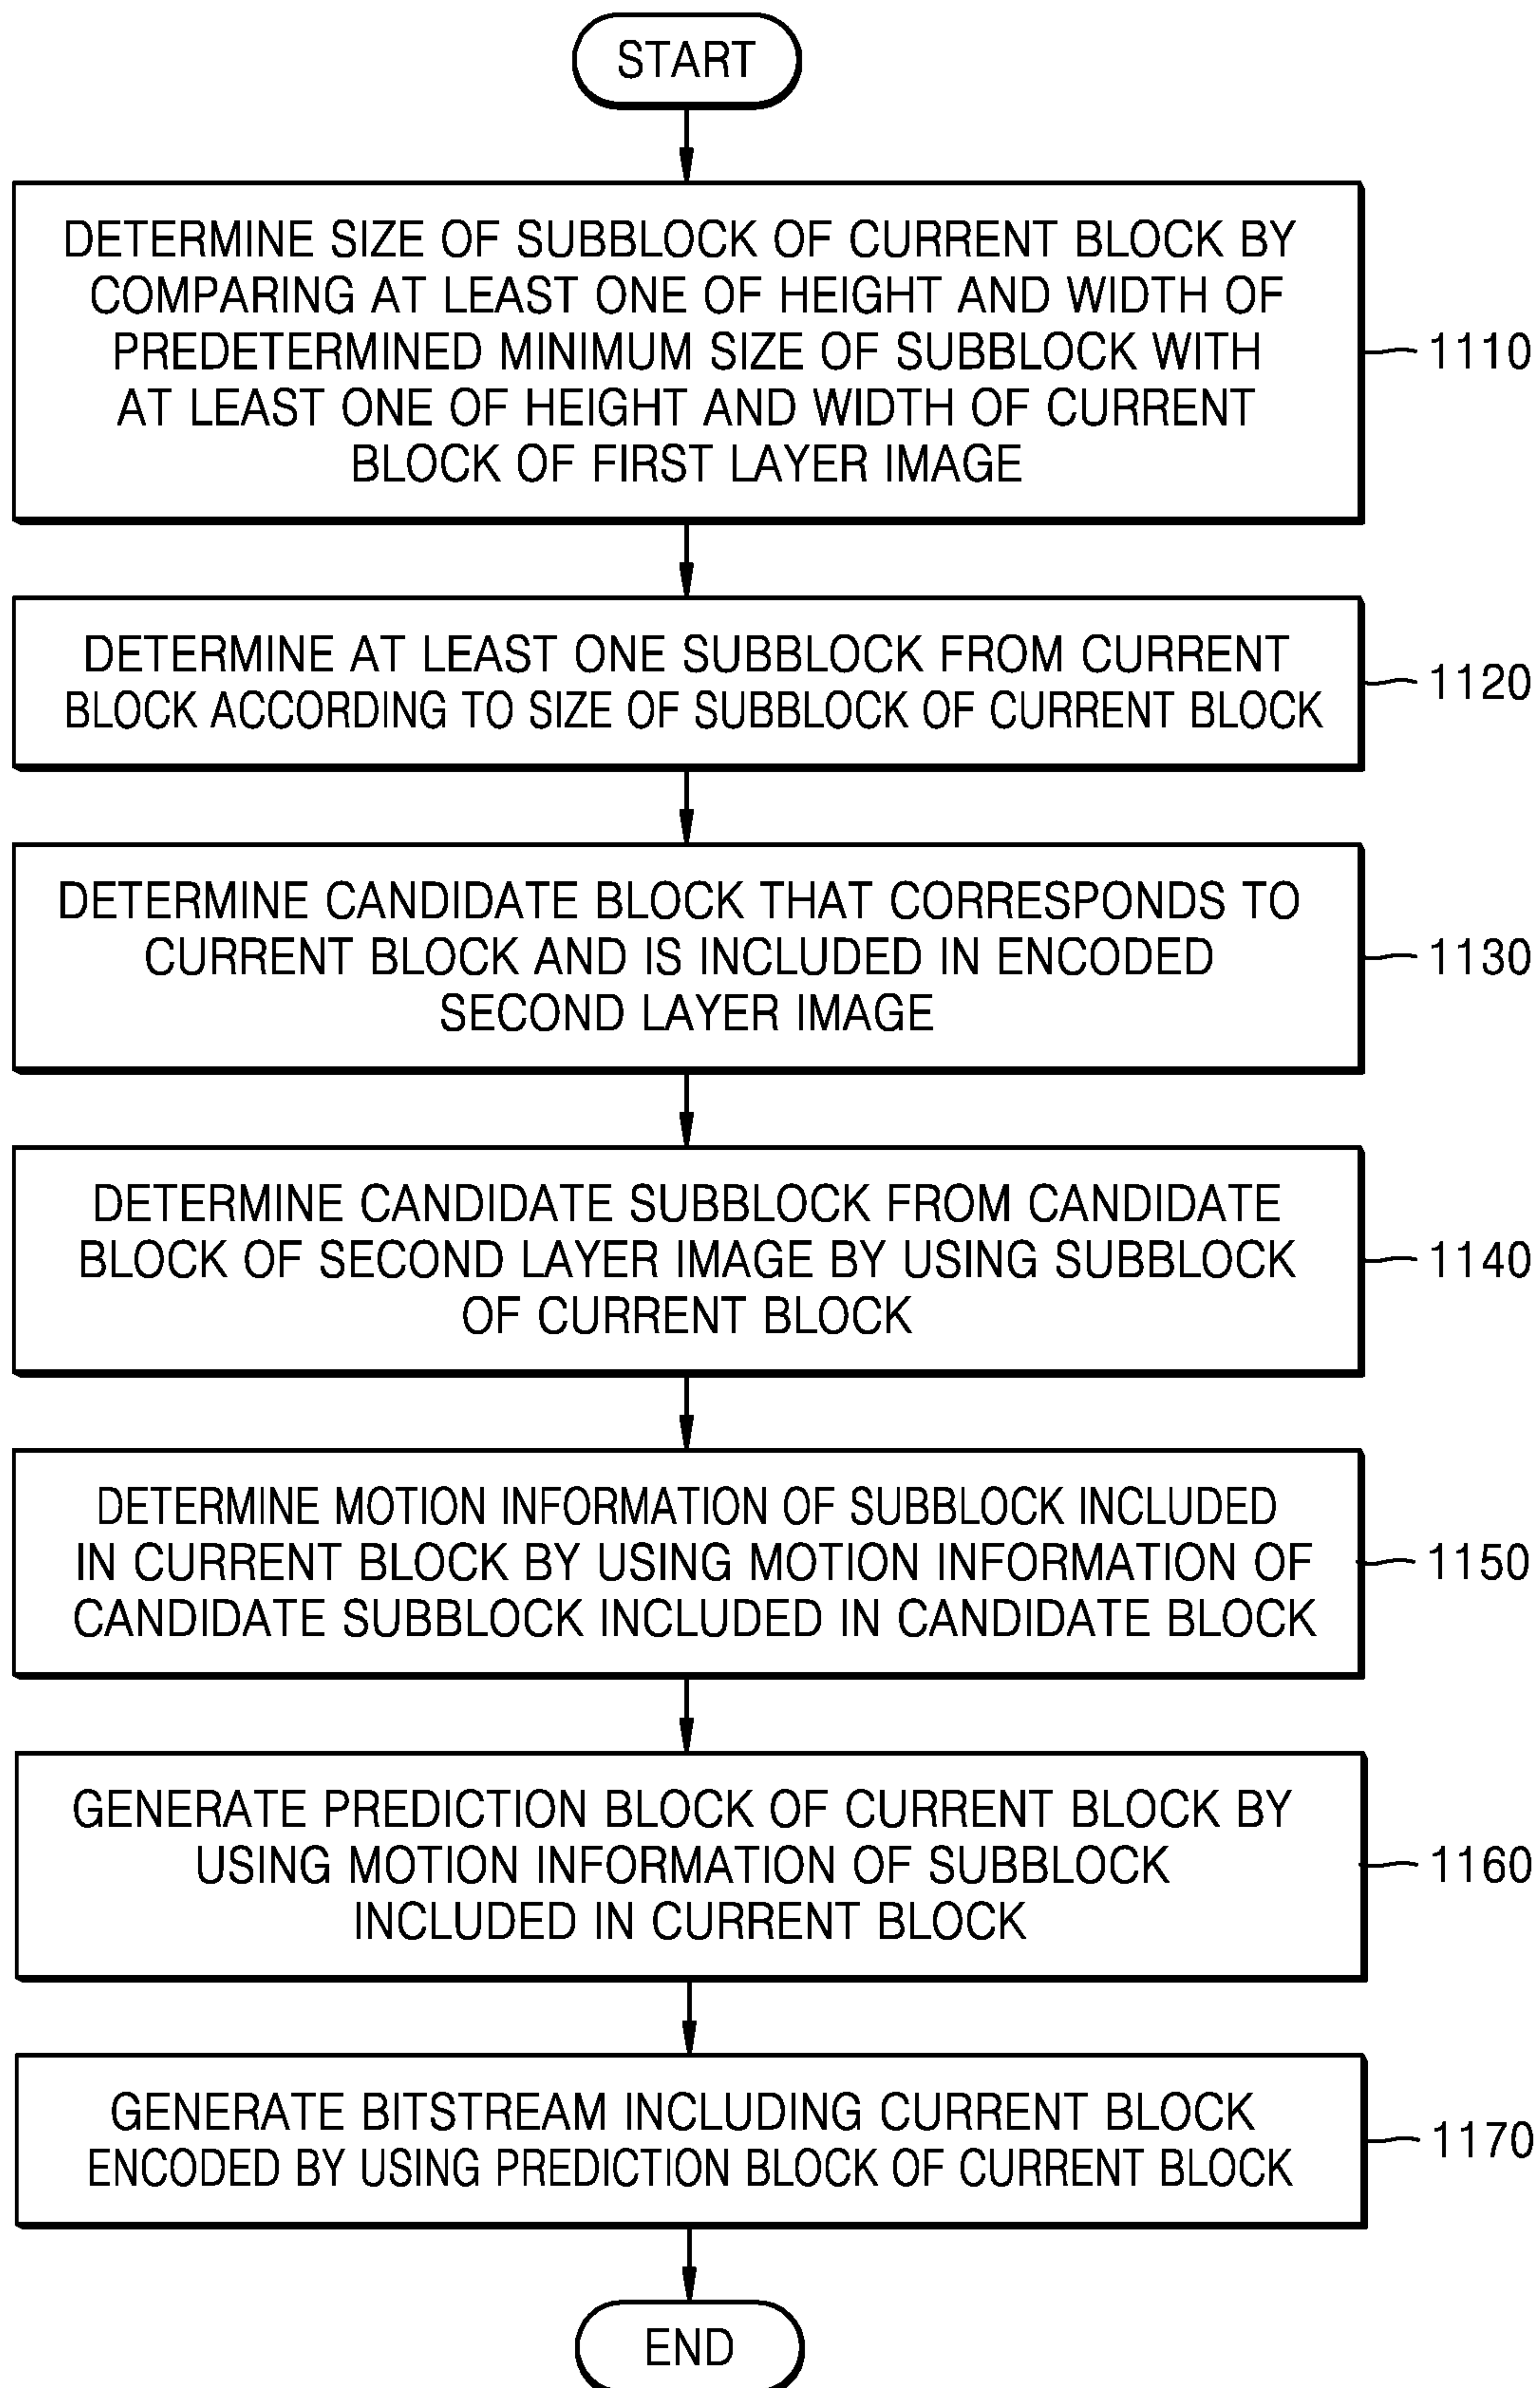 START
DETERMINE SIZE OF SUBBLOCK OF CURRENT BLOCK BY
COMPARING AT LEAST ONE OF HEIGHT AND WIDTH OF
PREDETERMINED MINIMUM SIZE OF SUBBLOCK WITH
AT LEAST ONE OF HEIGHT AND WIDTH OF CURRENT
BLOCK OF FIRST LAYER IMAGE
1110
DETERMINE AT LEAST ONE SUBBLOCK FROM CURRENT
BLOCK ACCORDING TO SIZE OF SUBBLOCK OF CURRENT BLOCK
1120
DETERMINE CANDIDATE BLOCK THAT CORRESPONDS TO
CURRENT BLOCK AND IS INCLUDED IN ENCODED
SECOND LAYER IMAGE
1130
DETERMINE CANDIDATE SUBBLOCK FROM CANDIDATE
BLOCK OF SECOND LAYER IMAGE BY USING SUBBLOCK
OF CURRENT BLOCK
1140
DETERMINE MOTION INFORMATION OF SUBBLOCK INCLUDED
IN CURRENT BLOCK BY USING MOTION INFORMATION OF
CANDIDATE SUBBLOCK INCLUDED IN CANDIDATE BLOCK
1150
GENERATE PREDICTION BLOCK OF CURRENT BLOCK BY
USING MOTION INFORMATION OF SUBBLOCK
INCLUDED IN CURRENT BLOCK
1160
GENERATE BITSTREAM INCLUDING CURRENT BLOCK
ENCODED BY USING PREDICTION BLOCK OF CURRENT BLOCK
1170
END